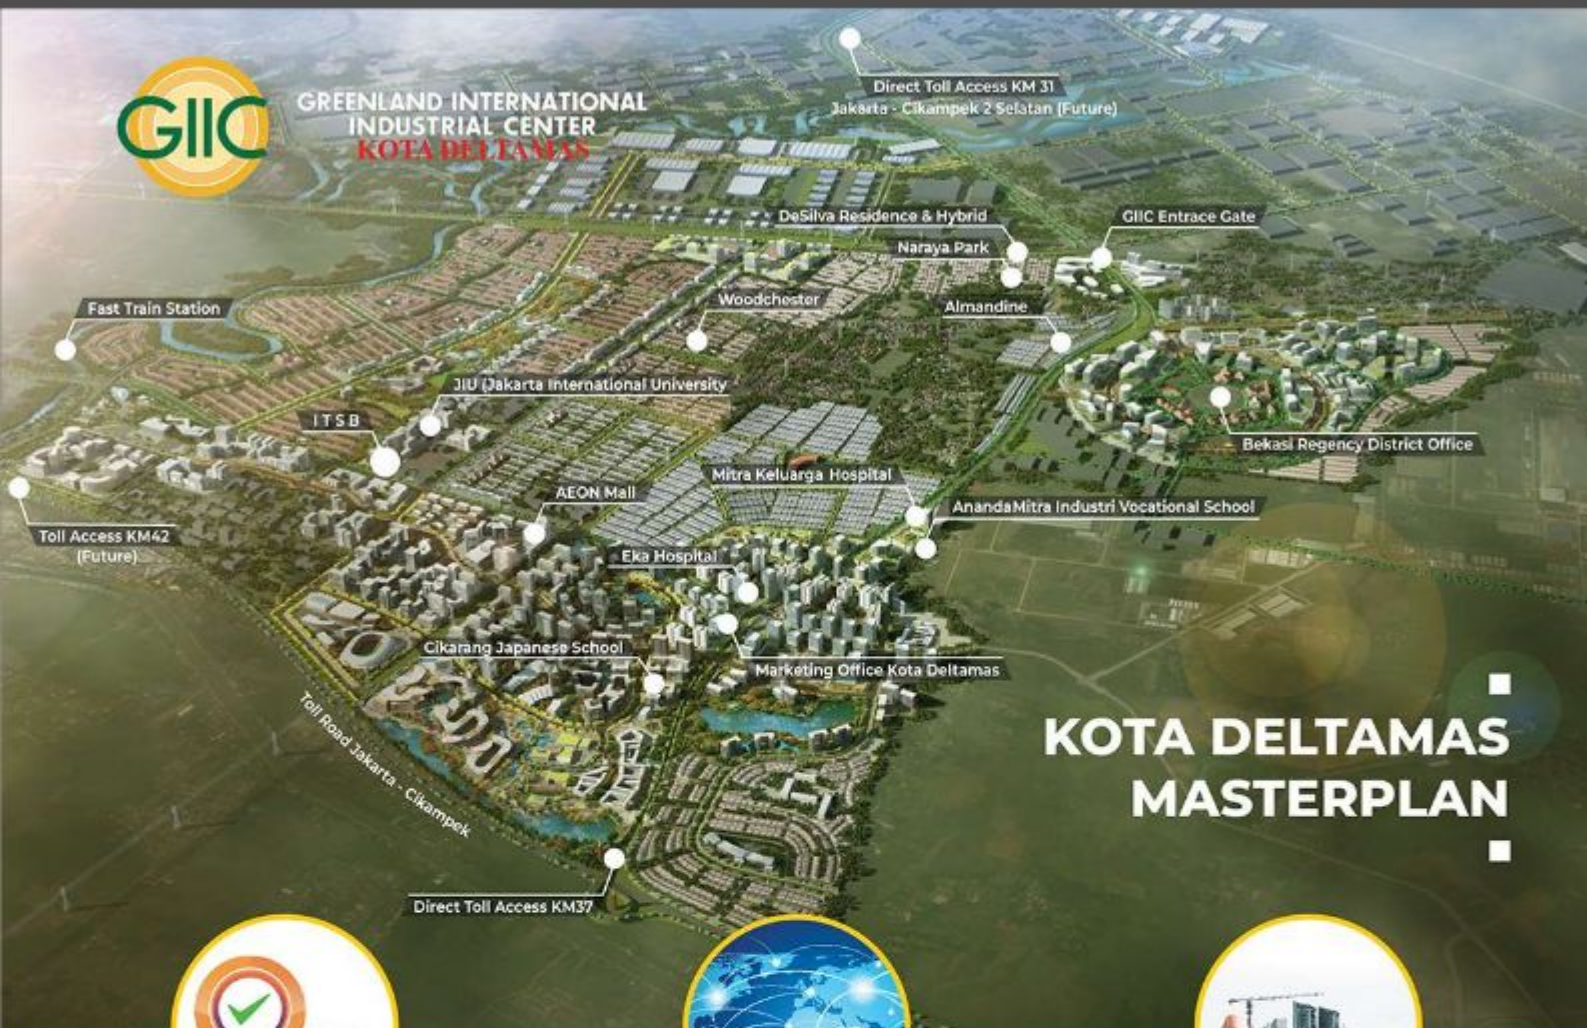 GIIC
GREENLAND INTERNATIONAL
INDUSTRIAL CENTER
KOTA DELTAMAS
Direct Toll Access KM 31
Jakarta - Cikampek 2 Selatan (Future)
DeSilva Residence & Hybrid
GIIC Entrace Gate
Naraya Park
Fast Train Station
Woodchester
Almandine
JIU (Jakarta International University
ITSB
Bekasi Regency District Office
Mitra Keluarga Hospital
AEON Mall
AnandaMitra Industri Vocational School
Toll Access KM42
(Future)
Eka Hospital
Cikarang Japanese School
Marketing Office Kota Deltamas
Toll Road Jakarta - Cikampek
KOTA DELTAMAS
MASTERPLAN
Direct Toll Access KM37